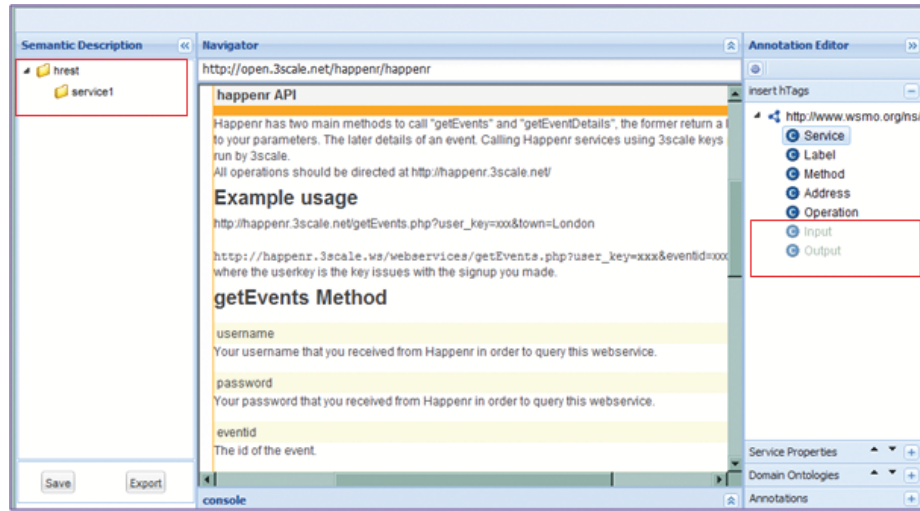 Semantic Description
hrest
service1
Save
Export
Navigator
http://open.3scale.net/happenr/happenr
happenr API
Happenr has two main methods to call "getEvents" and "getEventDetails", the former return a
to your parameters. The later details of an event. Calling Happenr services using 3scale keys
run by 3scale.
All operations should be directed at http://happenr.3scale.net/
Example usage
http://happenr.3scale.net/getEvents.php?user_key=xxx&town=London
http://happenr.3scale.ws/webservices/getEvents.php?user_key=xxx&eventid=xxx
where the userkey is the key issues with the signup you made.
getEvents Method
username
Your username that you received from Happenr in order to query this webservice.
password
Your password that you received from Happenr in order to query this webservice.
eventid
The id of the event.
console
Annotation Editor
insert hTags
http://www.wsmo.org/ns/
Service
Label
Method
Address
Operation
Input
Output
Service Properties
Domain Ontologies
Annotations